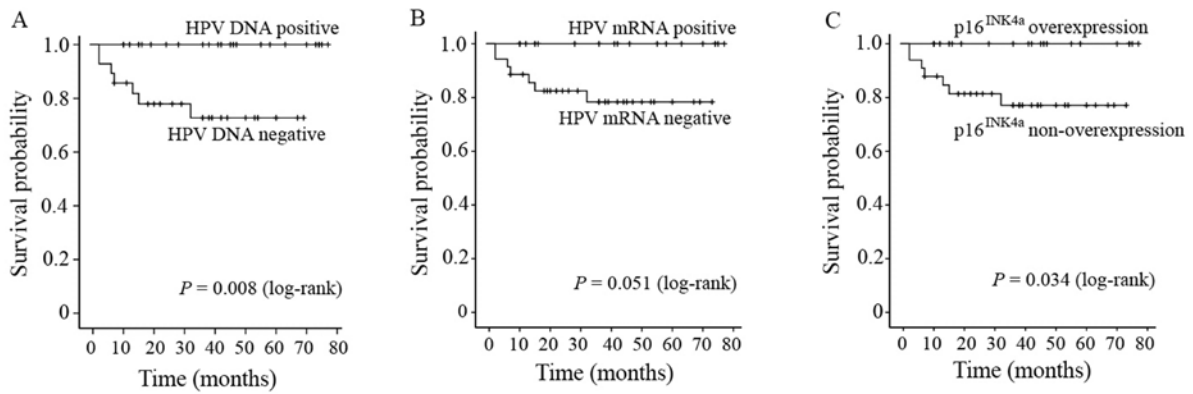 A
HPV DNA positive
1.0
0.8
0.6
0.4
0.2
0
Survival probability
HPV DNA negative
P = 0.008 (log-rank)
0 10 20 30 40 50 60 70 80
Time (months)
B
HPV mRNA positive
1.0
0.8
0.6
0.4
0.2
0
Survival probability
HPV mRNA negative
P = 0.051 (log-rank)
0 10 20 30 40 50 60 70 80
Time (months)
C
p16^INK4a overexpression
1.0
0.8
0.6
0.4
0.2
0
Survival probability
p16^INK4a non-overexpression
P = 0.034 (log-rank)
0 10 20 30 40 50 60 70 80
Time (months)